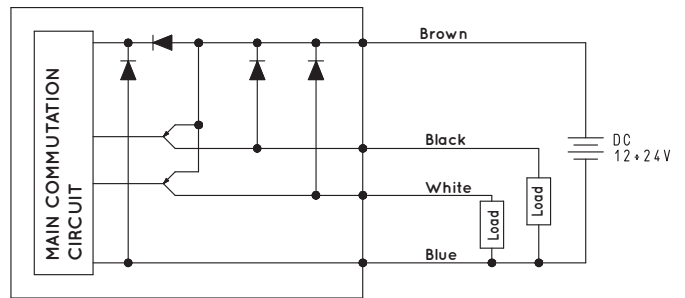 MAIN COMMUTATION
CIRCUIT
Brown
Black
White
Blue
Load
Load
DC
12÷24V